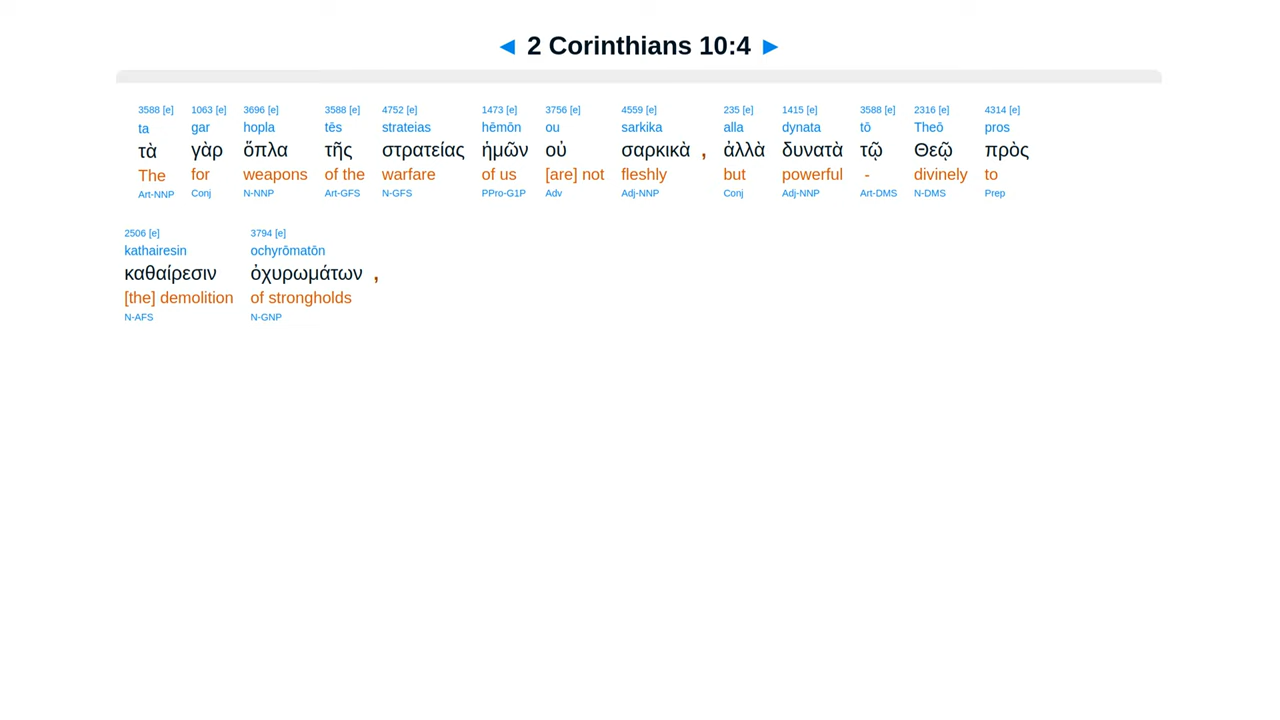 ◄ 2 Corinthians 10:4 ►
3588 [e] 1063 [e] 3696 [e] 3588 [e] 4752 [e] 1473 [e] 3756 [e] 4559 [e] 235 [e] 1415 [e] 3588 [e] 2316 [e] 4314 [e]
ta gar hopla tēs strateias hēmōn ou sarkika alla dynata tō Theō pros
τὰ γὰρ ὅπλα τῆς στρατείας ἡμῶν οὐ σαρκικὰ , ἀλλὰ δυνατὰ τῷ Θεῷ πρὸς
The for weapons of the warfare of us [are] not fleshly but powerful - divinely to
Art-NNP Conj N-NNP Art-GFS N-GFS PPro-G1P Adv Adj-NNP Conj Adj-NNP Art-DMS N-DMS Prep
2506 [e] 3794 [e]
kathairesin ochyrōmatōn
καθαίρεσιν ὀχυρωμάτων ,
[the] demolition of strongholds
N-AFS N-GNP